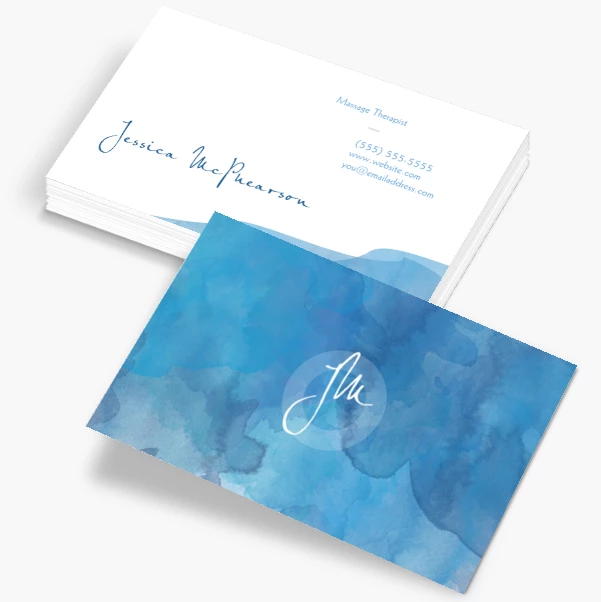 Jessica McPhearson
Massage Therapist
(555) 555.5555
www.website.com
you@emailaddress.com
JM